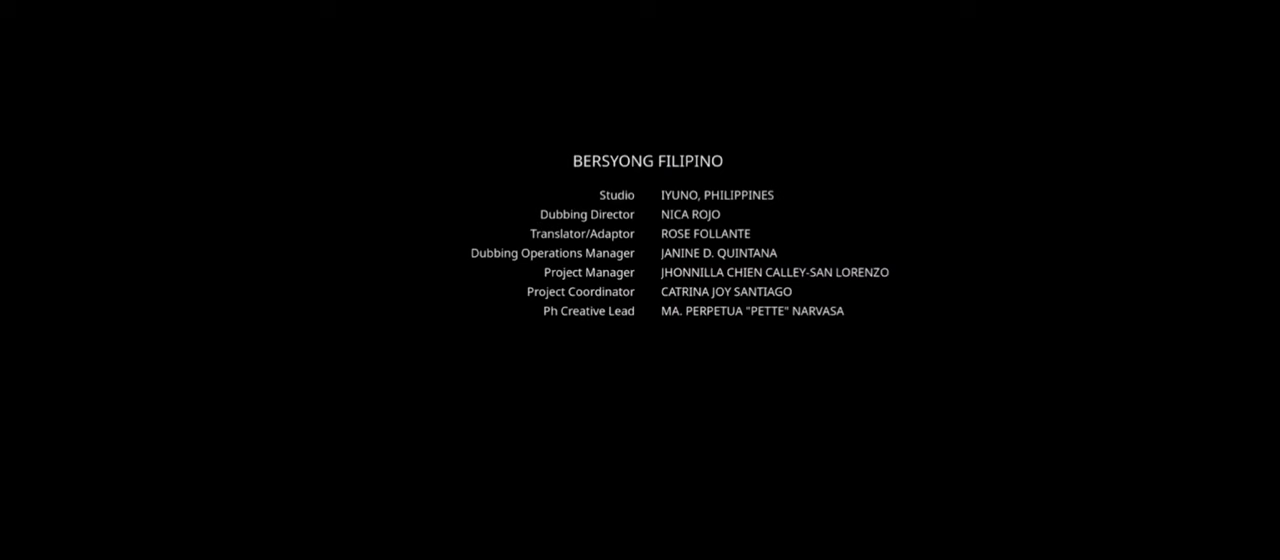 BERSYONG FILIPINO
Studio IYUNO, PHILIPPINES
Dubbing Director NICA ROJO
Translator/Adaptor ROSE FOLLANTE
Dubbing Operations Manager JANINE D. QUINTANA
Project Manager JHONNILLA CHIEN CALLEY-SAN LORENZO
Project Coordinator CATRINA JOY SANTIAGO
Ph Creative Lead MA. PERPETUA "PETTE" NARVASA